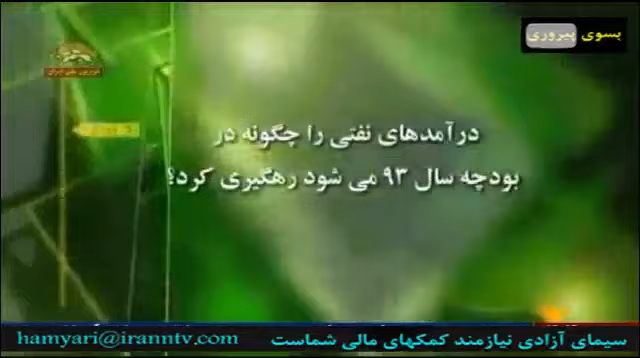 بسوی پیروزی
درآمدهای نفتی را چگونه در
بودجه سال ۹۳ می شود رهگیری کرد؟
سیمای آزادی نیازمند کمکهای مالی شماست hamyari@iranntv.com